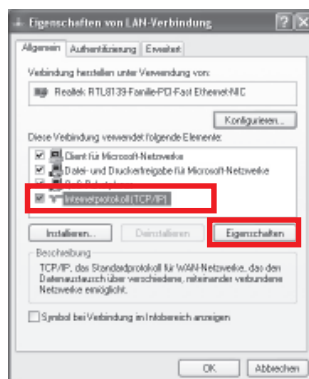 Eigenschaften von LAN-Verbindung
Allgemein Authentifizierung Erweitert
Verbindung herstellen unter Verwendung von:
Realtek RTL8139-Familie-PCI-Fast Ethernet-NIC
Konfigurieren...
Diese Verbindung verwendet folgende Elemente:
Client für Microsoft-Netzwerke
Datei- und Druckerfreigabe für Microsoft-Netzwerke
Internetprotokoll (TCP/IP)
Installieren... Deinstallieren Eigenschaften
Beschreibung
TCP/IP, das Standardprotokoll für WAN-Netzwerke, das den
Datenaustausch über verschiedene, miteinander verbundene
Netzwerke ermöglicht.
Symbol bei Verbindung im Infobereich anzeigen
OK Abbrechen